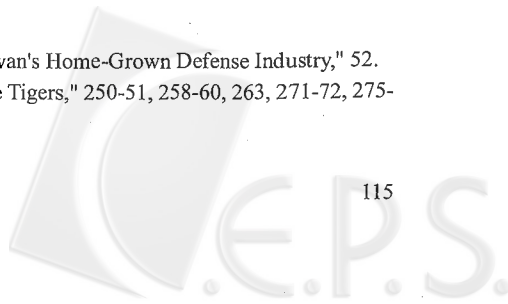 van's Home-Grown Defense Industry," 52.
e Tigers," 250-51, 258-60, 263, 271-72, 275-
115
C.E.P.S.